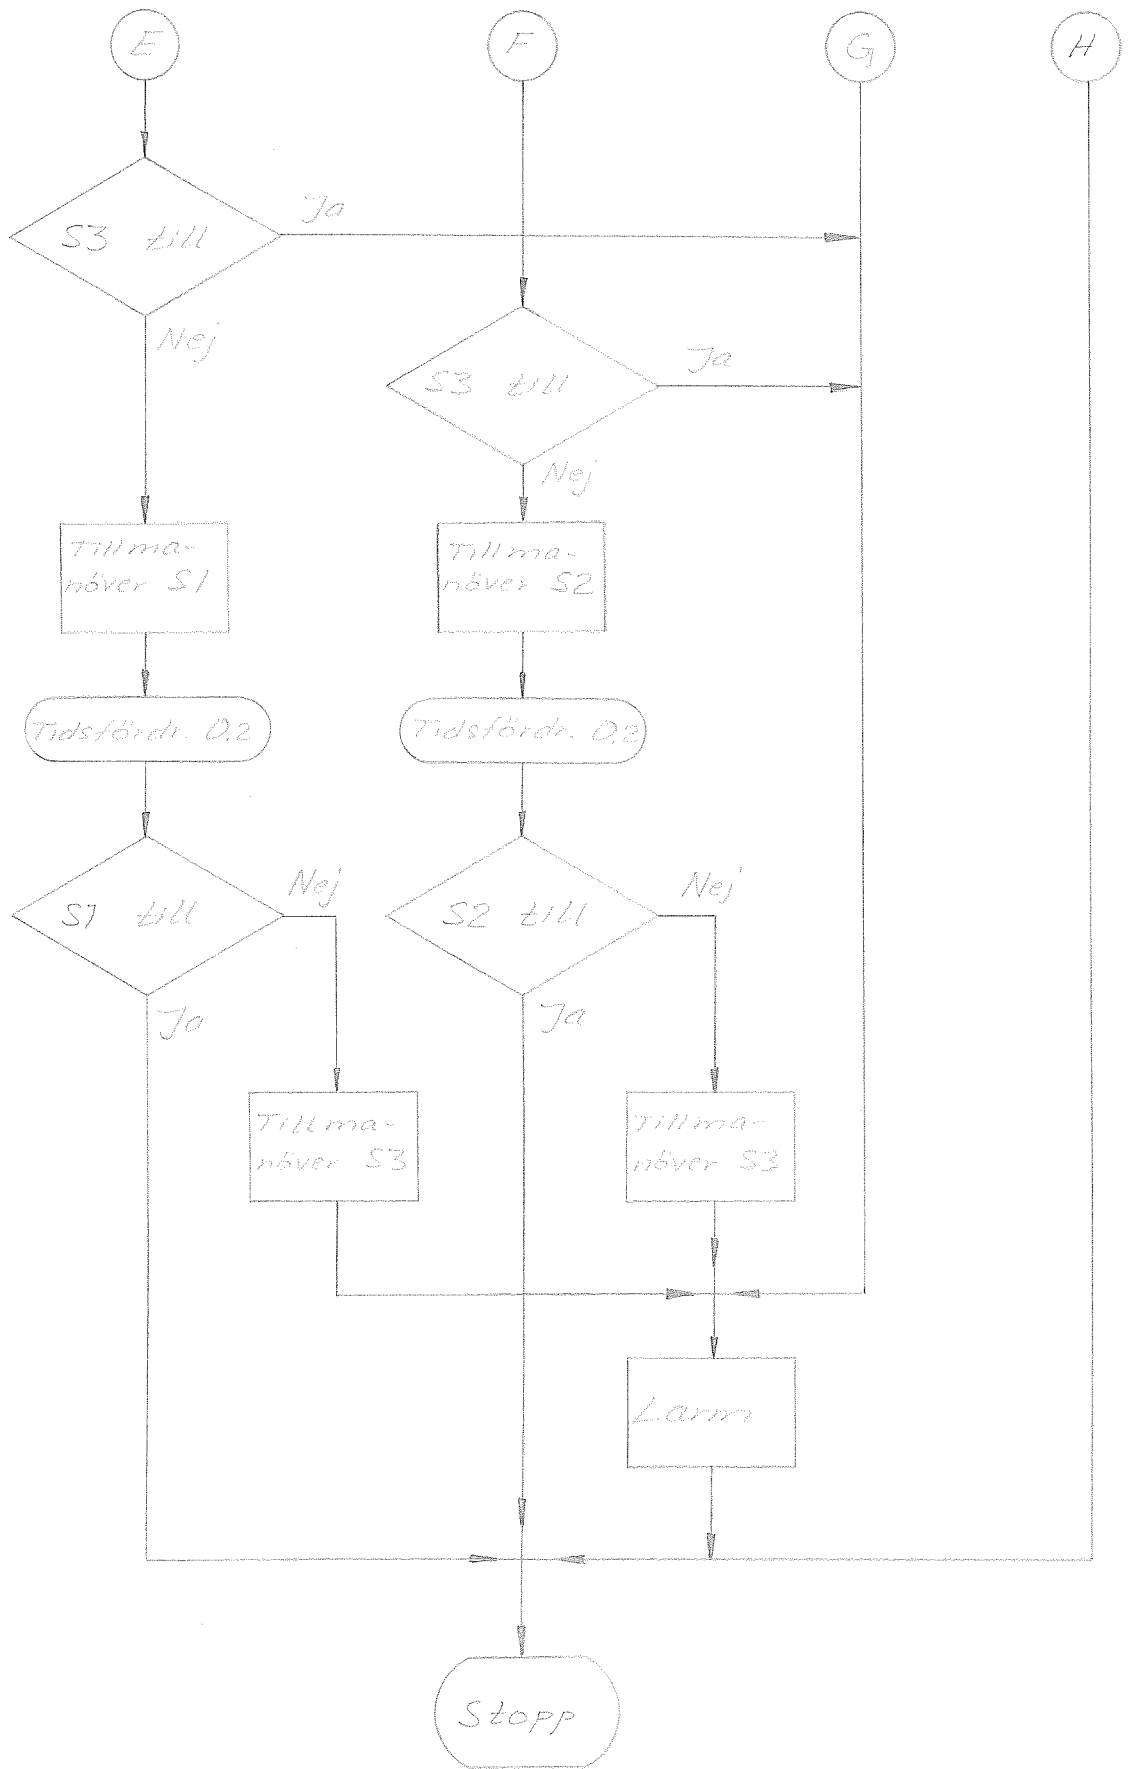 E
F
G
H
S3 till
Ja
Nej
S3 till
Ja
Nej
Tillma-
növer S1
Tillma-
növer S2
Tidsfördr. 0.2
Tidsfördr. 0.2
S1 till
Nej
Ja
S2 till
Nej
Ja
Tillma-
növer S3
Tillma-
növer S3
Larm
Stopp